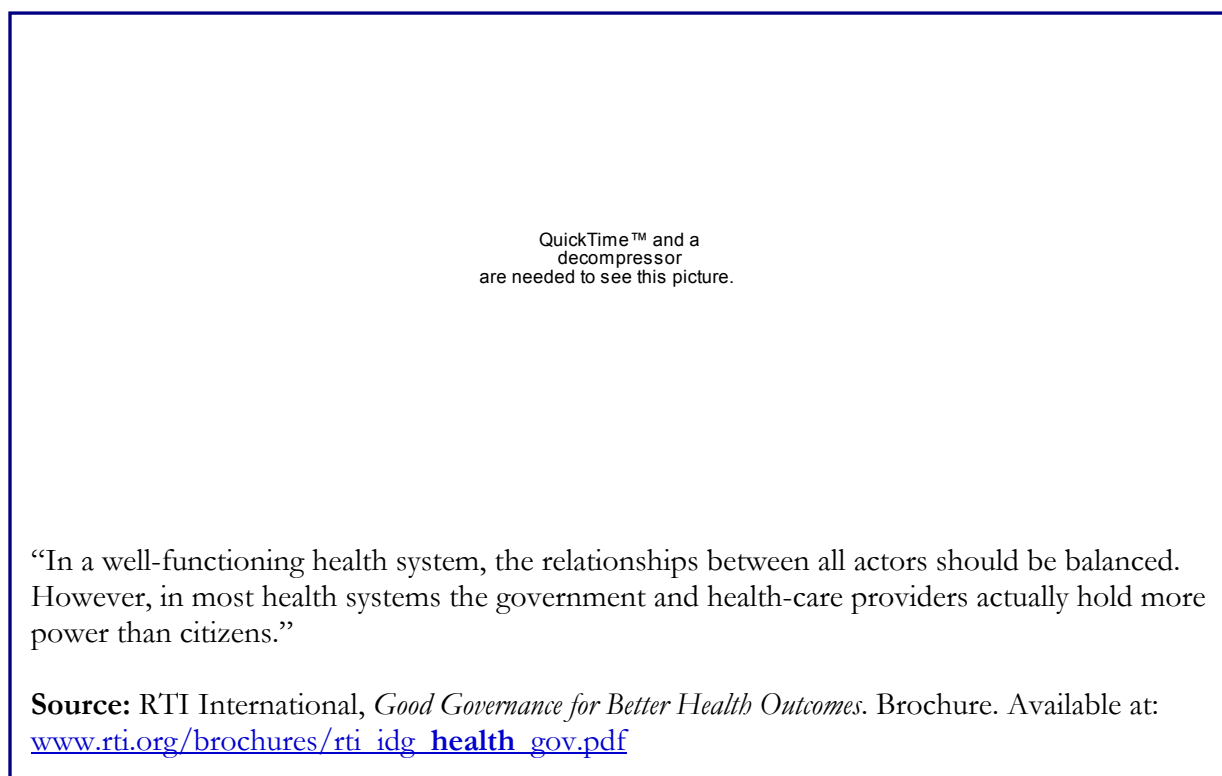 QuickTime™ and a
decompressor
are needed to see this picture.
“In a well-functioning health system, the relationships between all actors should be balanced.
However, in most health systems the government and health-care providers actually hold more
power than citizens.”
Source: RTI International, Good Governance for Better Health Outcomes. Brochure. Available at:
www.rti.org/brochures/rti_idg_health_gov.pdf